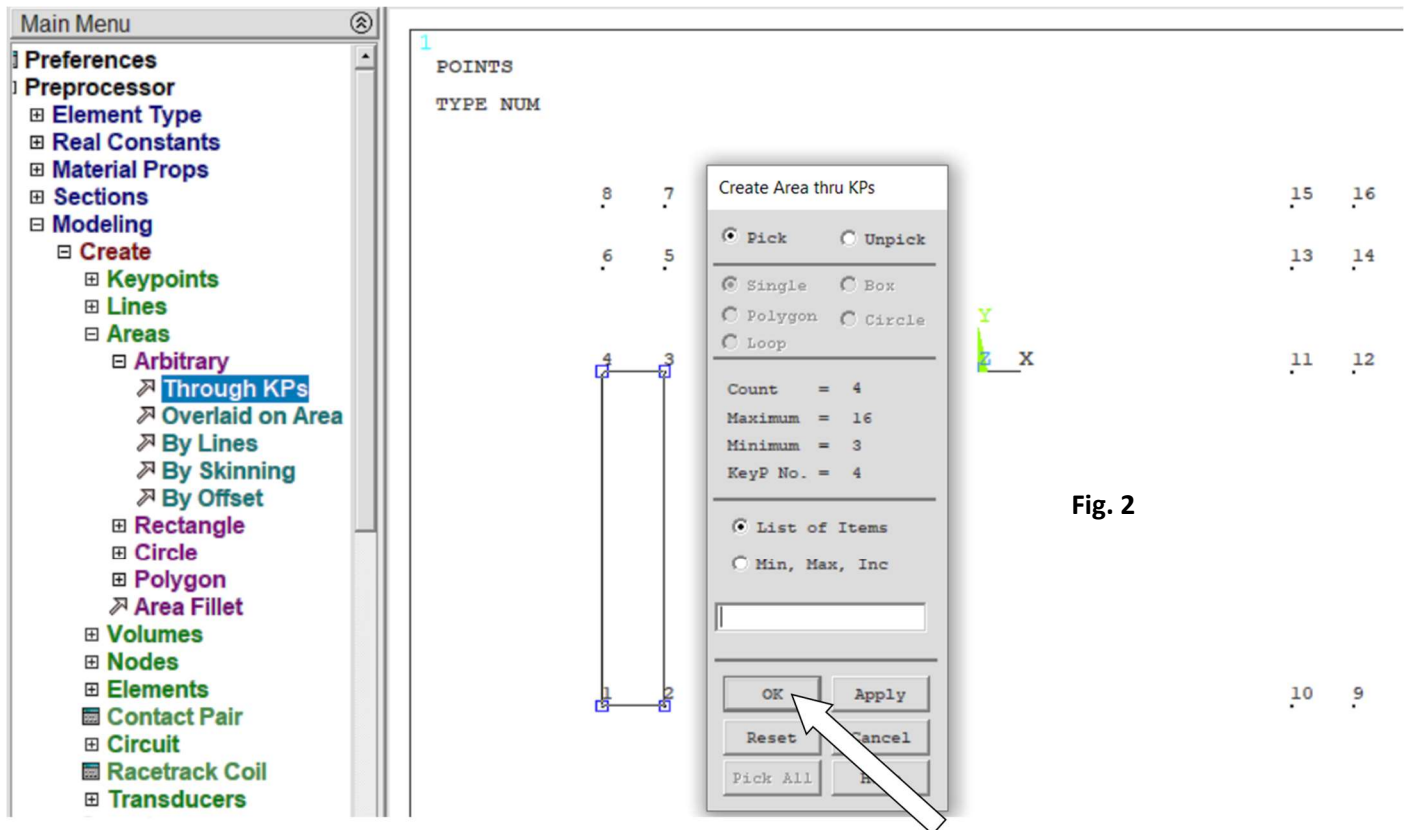 Main Menu
Preferences
Preprocessor
Element Type
Real Constants
Material Props
Sections
Modeling
Create
Keypoints
Lines
Areas
Arbitrary
Through KPs
Overlaid on Area
By Lines
By Skinning
By Offset
Rectangle
Circle
Polygon
Area Fillet
Volumes
Nodes
Elements
Contact Pair
Circuit
Racetrack Coil
Transducers
1
POINTS
TYPE NUM
8 7
6 5
4 3
1 2
Create Area thru KPs
Pick Unpick
Single Box
Polygon Circle
Loop
Count = 4
Maximum = 16
Minimum = 3
KeyP No. = 4
List of Items
Min, Max, Inc
OK Apply
Reset Cancel
Pick All
Y
Z X
15 16
13 14
11 12
10 9
Fig. 2